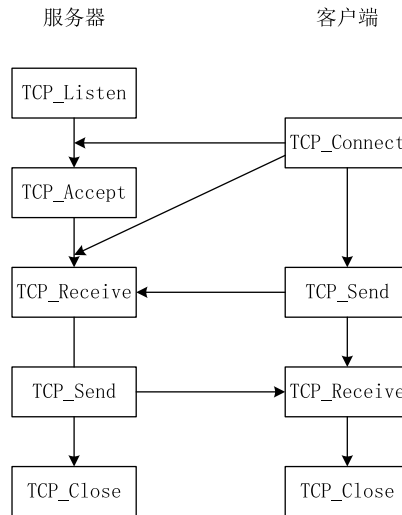 服务器
客户端
TCP_Listen
TCP_Connect
TCP_Accept
TCP_Receive
TCP_Send
TCP_Send
TCP_Receive
TCP_Close
TCP_Close